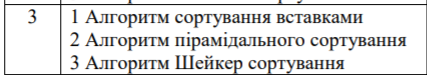 3 1 Алгоритм сортування вставками
2 Алгоритм пірамідального сортування
3 Алгоритм Шейкер сортування